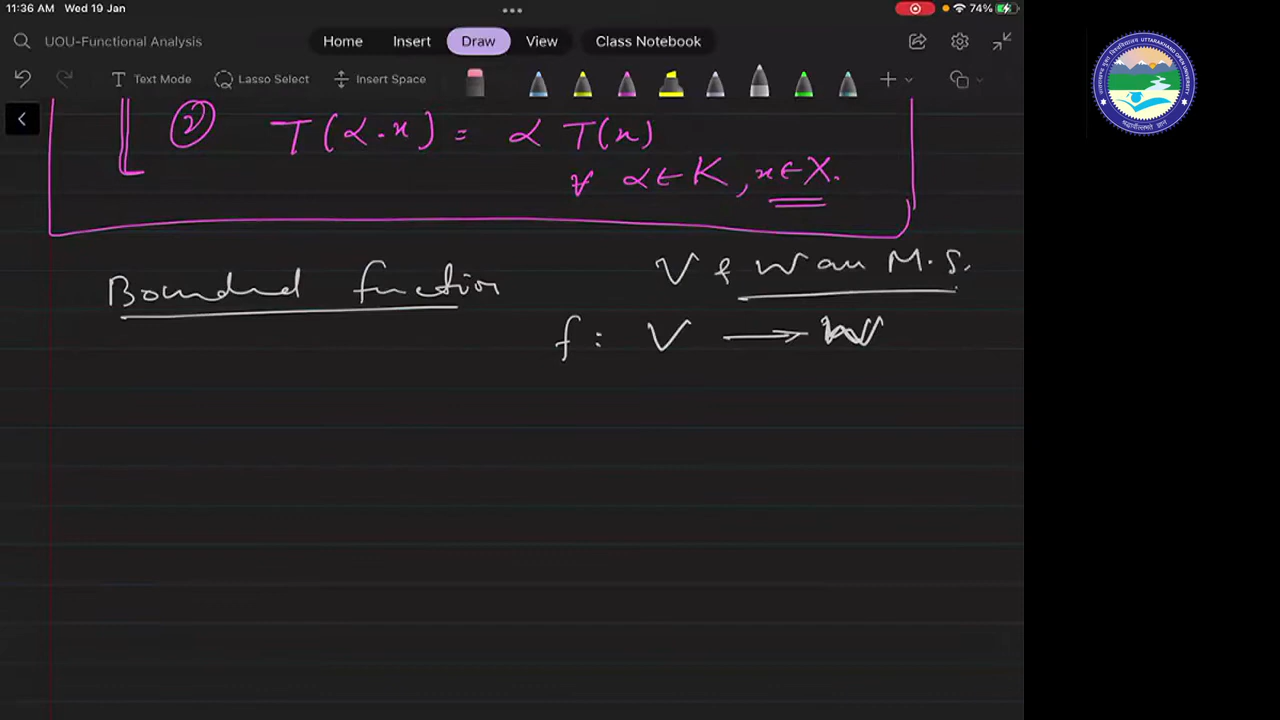 11:36 AM Wed 19 Jan
74%
UOU-Functional Analysis
Home Insert Draw View Class Notebook
Text Mode Lasso Select Insert Space
② T(α·x) = α T(x)
∀ α∈K, x∈X.
Bounded function V & W are M.S.
f: V → W